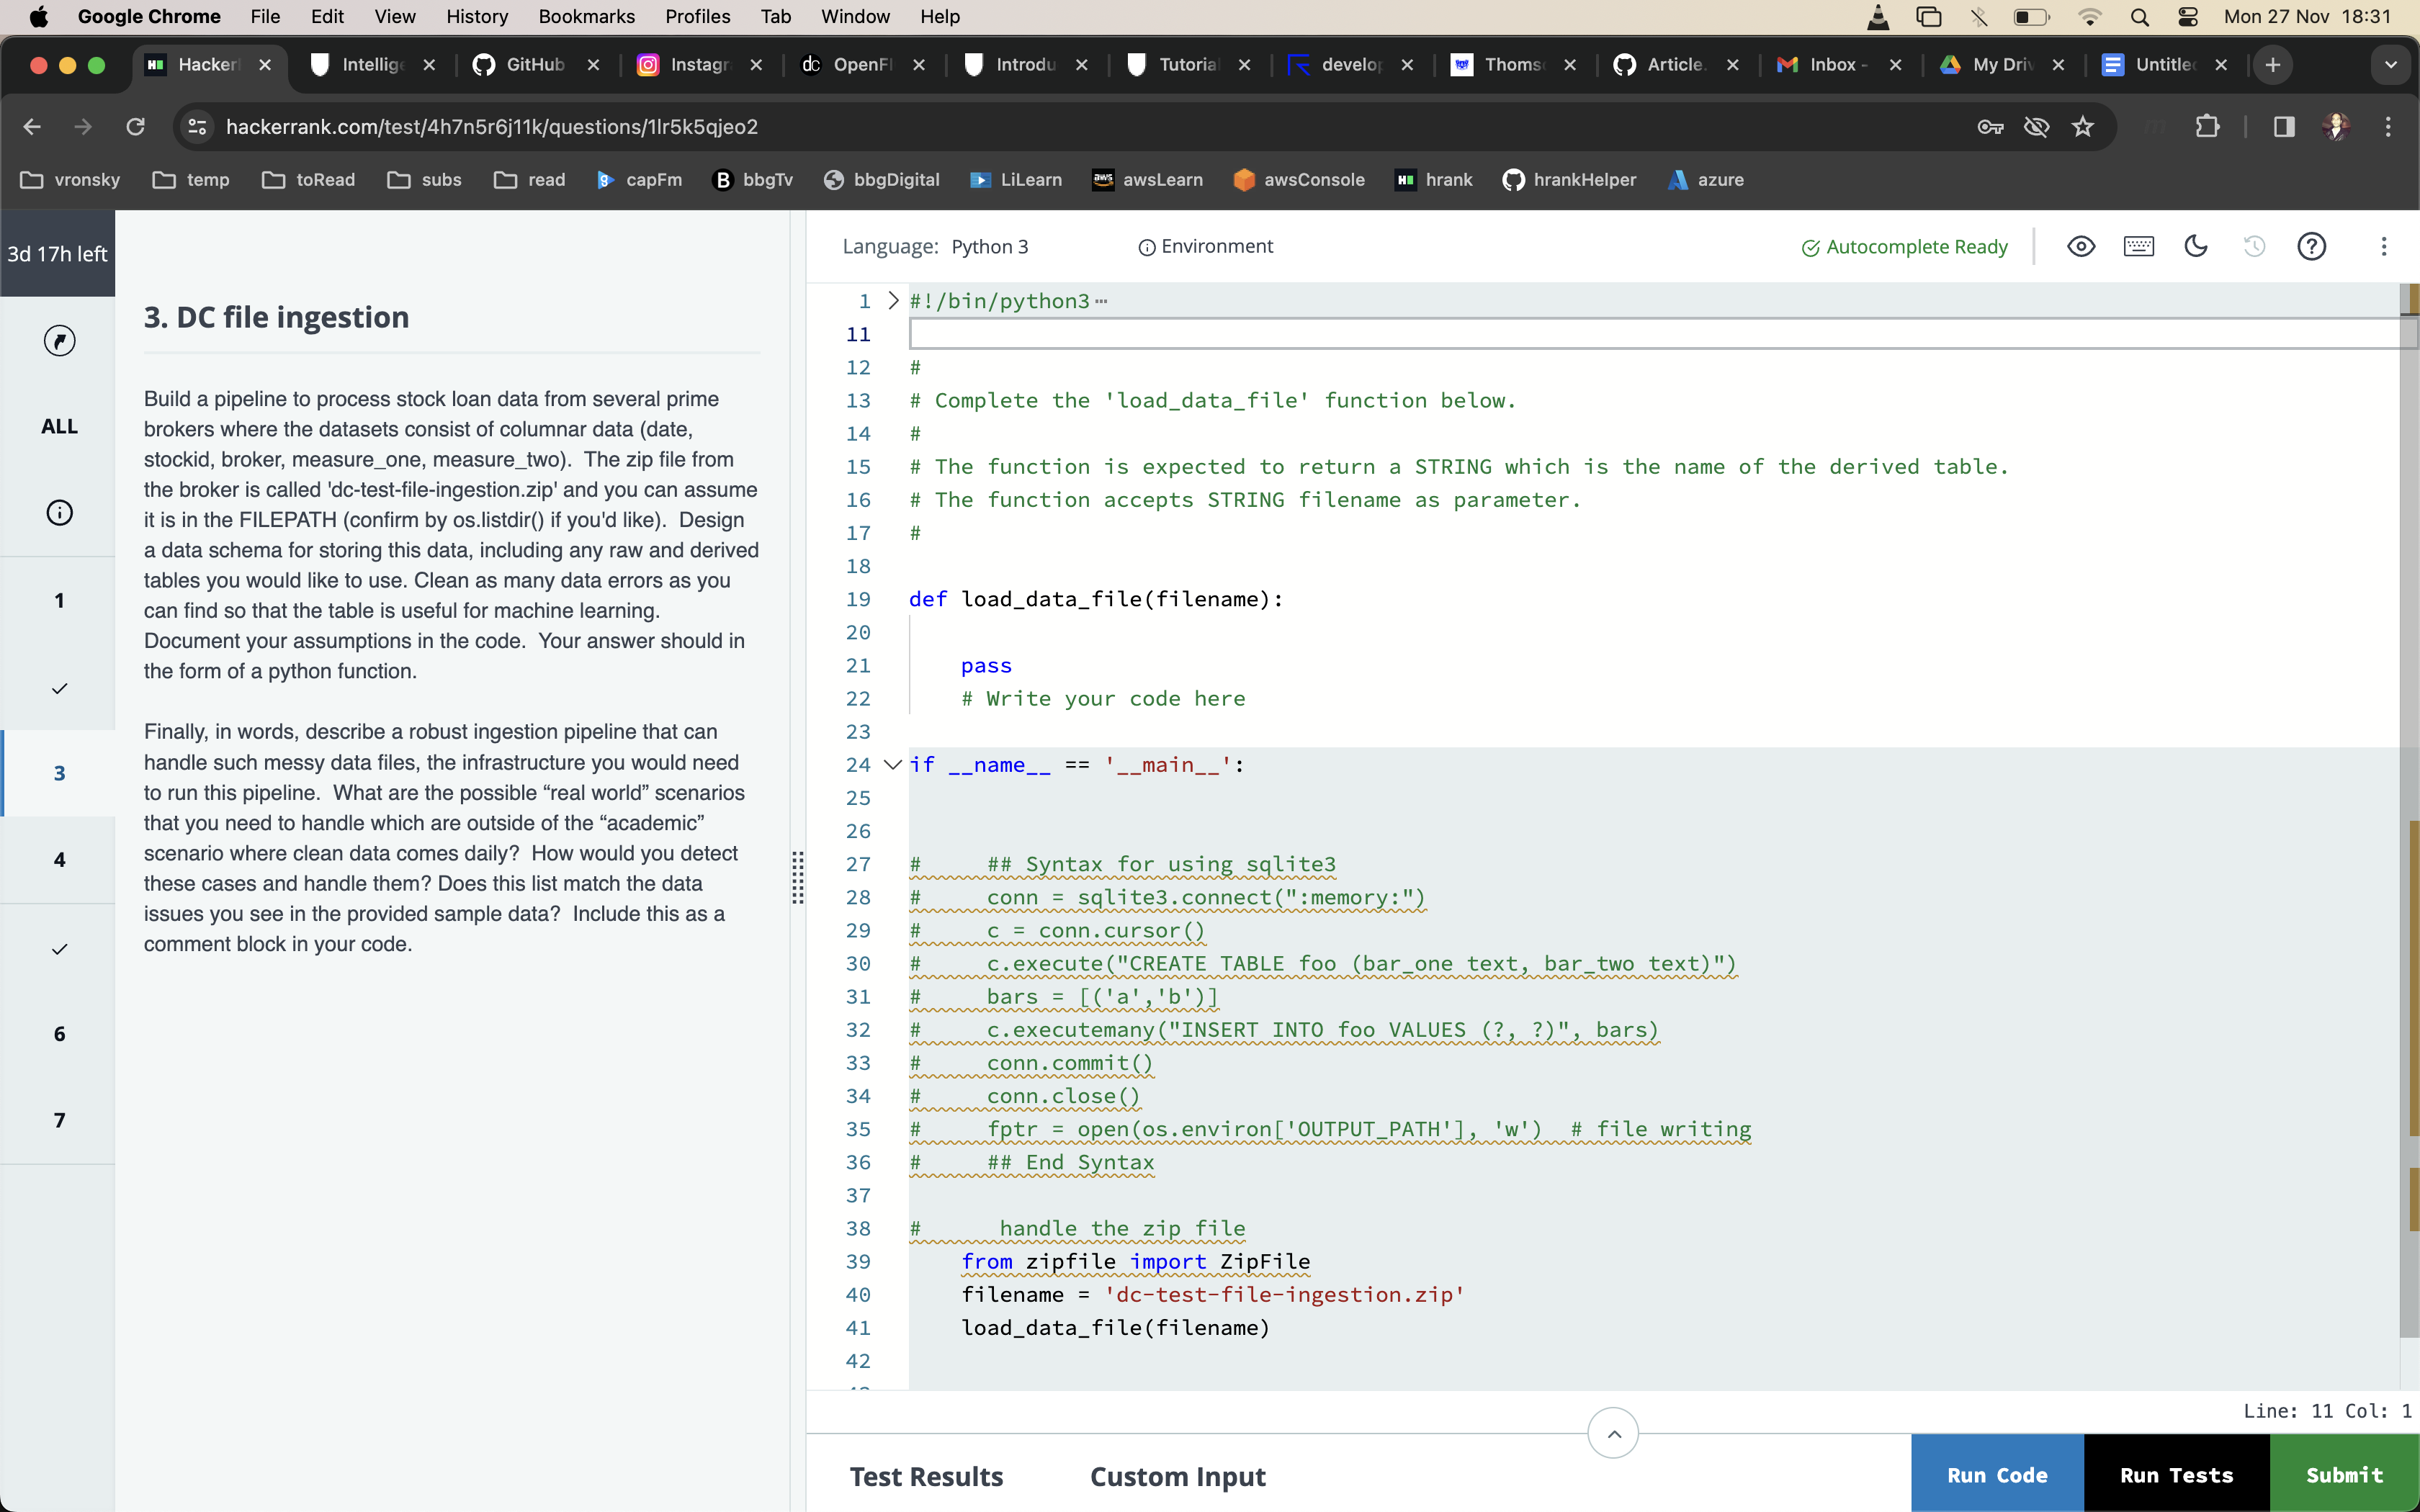 Google Chrome File Edit View History Bookmarks Profiles Tab Window Help Mon 27 Nov 18:31
HackerR Intellige GitHub Instagr OpenFI Introdu Tutorial develop Thoms Article. Inbox - My Driv Untitled
hackerrank.com/test/4h7n5r6j11k/questions/1lr5k5qjeo2
vronsky temp toRead subs read capFm bbgTv bbgDigital LiLearn awsLearn awsConsole hrank hrankHelper azure
3d 17h left
ALL
1
3
4
6
7
3. DC file ingestion
Build a pipeline to process stock loan data from several prime
brokers where the datasets consist of columnar data (date,
stockid, broker, measure_one, measure_two). The zip file from
the broker is called 'dc-test-file-ingestion.zip' and you can assume
it is in the FILEPATH (confirm by os.listdir() if you'd like). Design
a data schema for storing this data, including any raw and derived
tables you would like to use. Clean as many data errors as you
can find so that the table is useful for machine learning.
Document your assumptions in the code. Your answer should in
the form of a python function.
Finally, in words, describe a robust ingestion pipeline that can
handle such messy data files, the infrastructure you would need
to run this pipeline. What are the possible “real world” scenarios
that you need to handle which are outside of the “academic”
scenario where clean data comes daily? How would you detect
these cases and handle them? Does this list match the data
issues you see in the provided sample data? Include this as a
comment block in your code.
Language: Python 3 Environment Autocomplete Ready
1 #!/bin/python3
11
12 #
13 # Complete the 'load_data_file' function below.
14 #
15 # The function is expected to return a STRING which is the name of the derived table.
16 # The function accepts STRING filename as parameter.
17 #
18
19 def load_data_file(filename):
20
21 pass
22 # Write your code here
23
24 if __name__ == '__main__':
25
26
27 # ## Syntax for using sqlite3
28 # conn = sqlite3.connect(":memory:")
29 # c = conn.cursor()
30 # c.execute("CREATE TABLE foo (bar_one text, bar_two text)")
31 # bars = [('a','b')]
32 # c.executemany("INSERT INTO foo VALUES (?, ?)", bars)
33 # conn.commit()
34 # conn.close()
35 # fptr = open(os.environ['OUTPUT_PATH'], 'w') # file writing
36 # ## End Syntax
37
38 # handle the zip file
39 from zipfile import ZipFile
40 filename = 'dc-test-file-ingestion.zip'
41 load_data_file(filename)
42
Line: 11 Col: 1
Test Results Custom Input Run Code Run Tests Submit